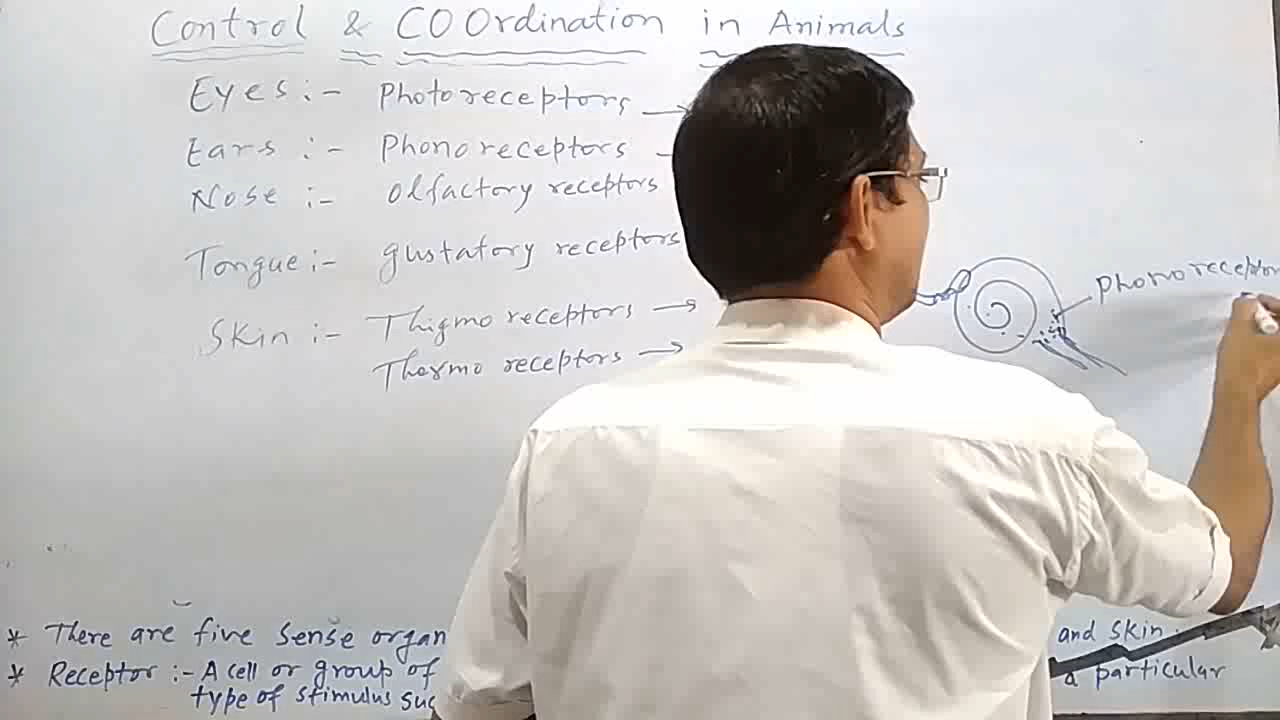 Control & COOrdination in Animals
Eyes :- Photoreceptors →
Ears :- Phonoreceptors -
Nose :- Olfactory receptors
Tongue :- gustatory receptors
Skin :- Thigmo receptors →
Thermo receptors →
Phonoreceptor
* There are five sense organ
and skin.
* Receptor :- A cell or group of
a particular
type of stimulus suc